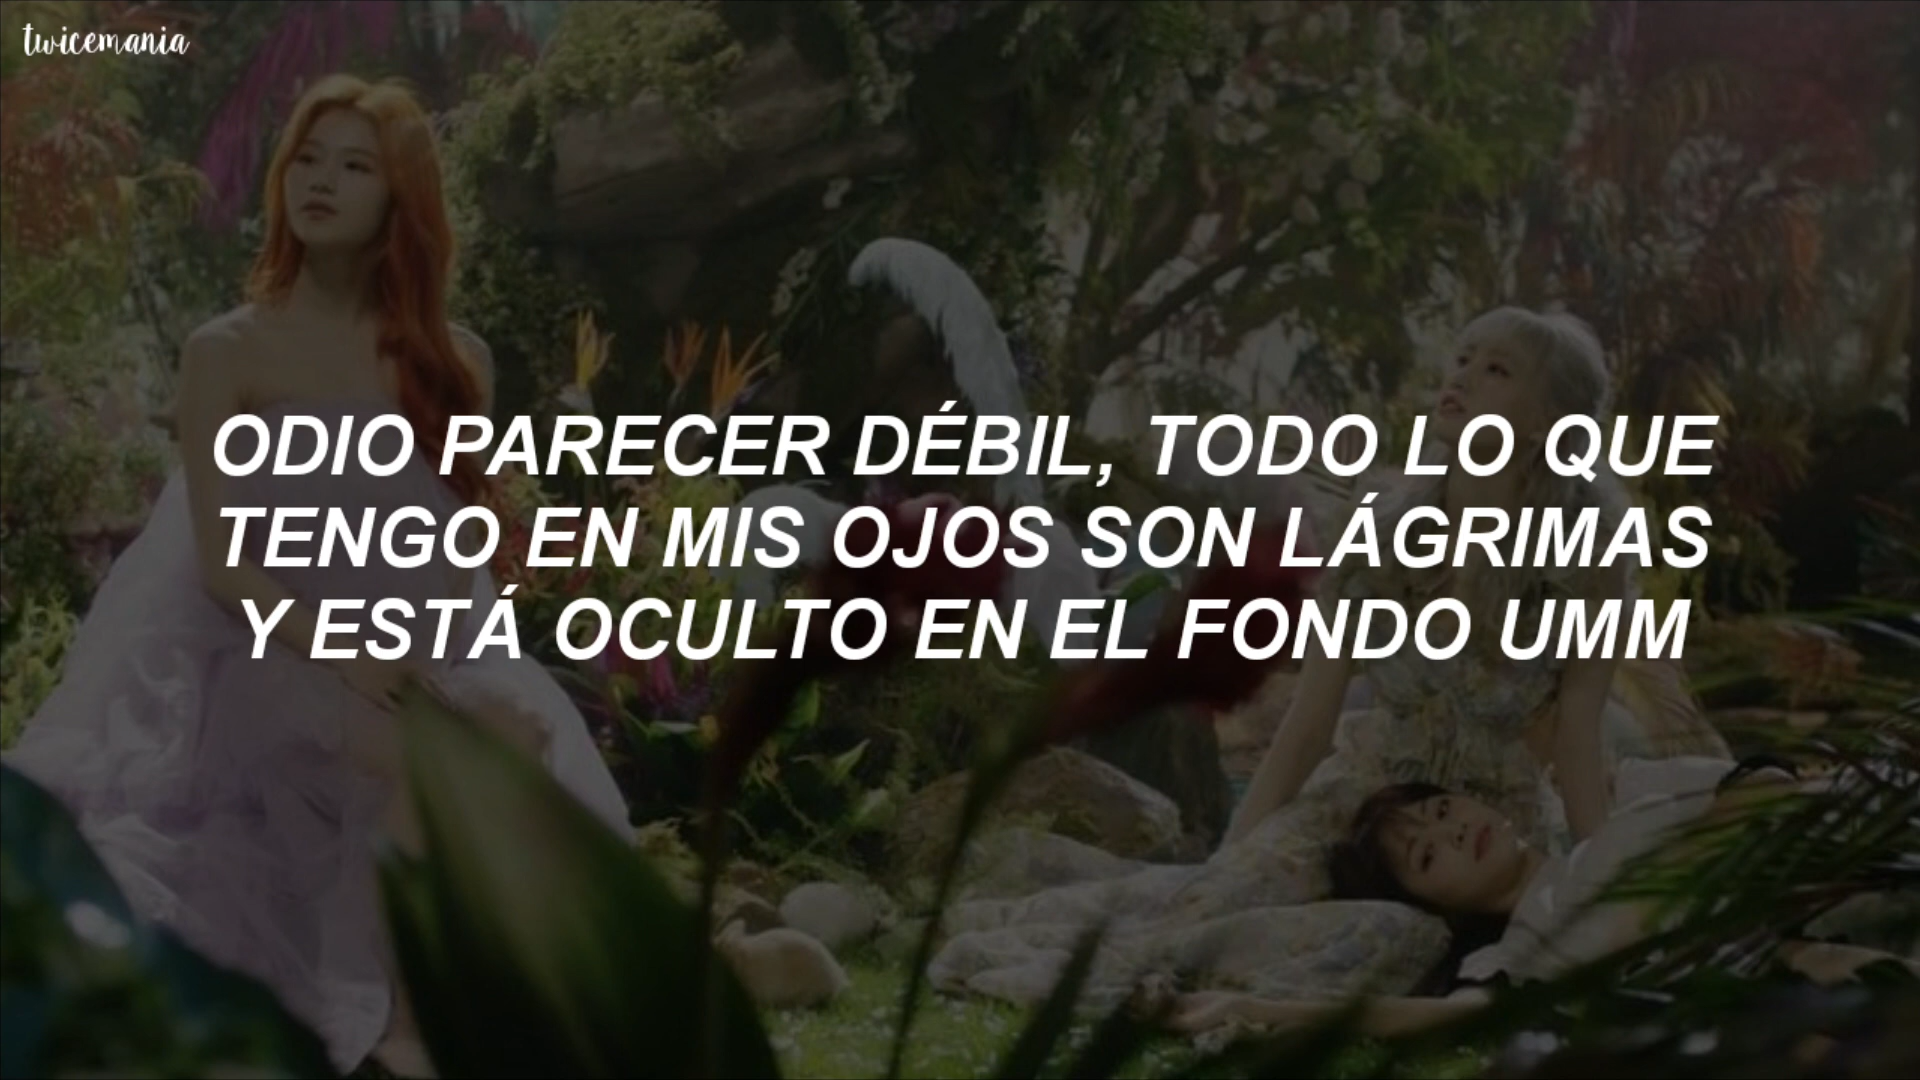 twicemania
ODIO PARECER DÉBIL, TODO LO QUE
TENGO EN MIS OJOS SON LÁGRIMAS
Y ESTÁ OCULTO EN EL FONDO UMM